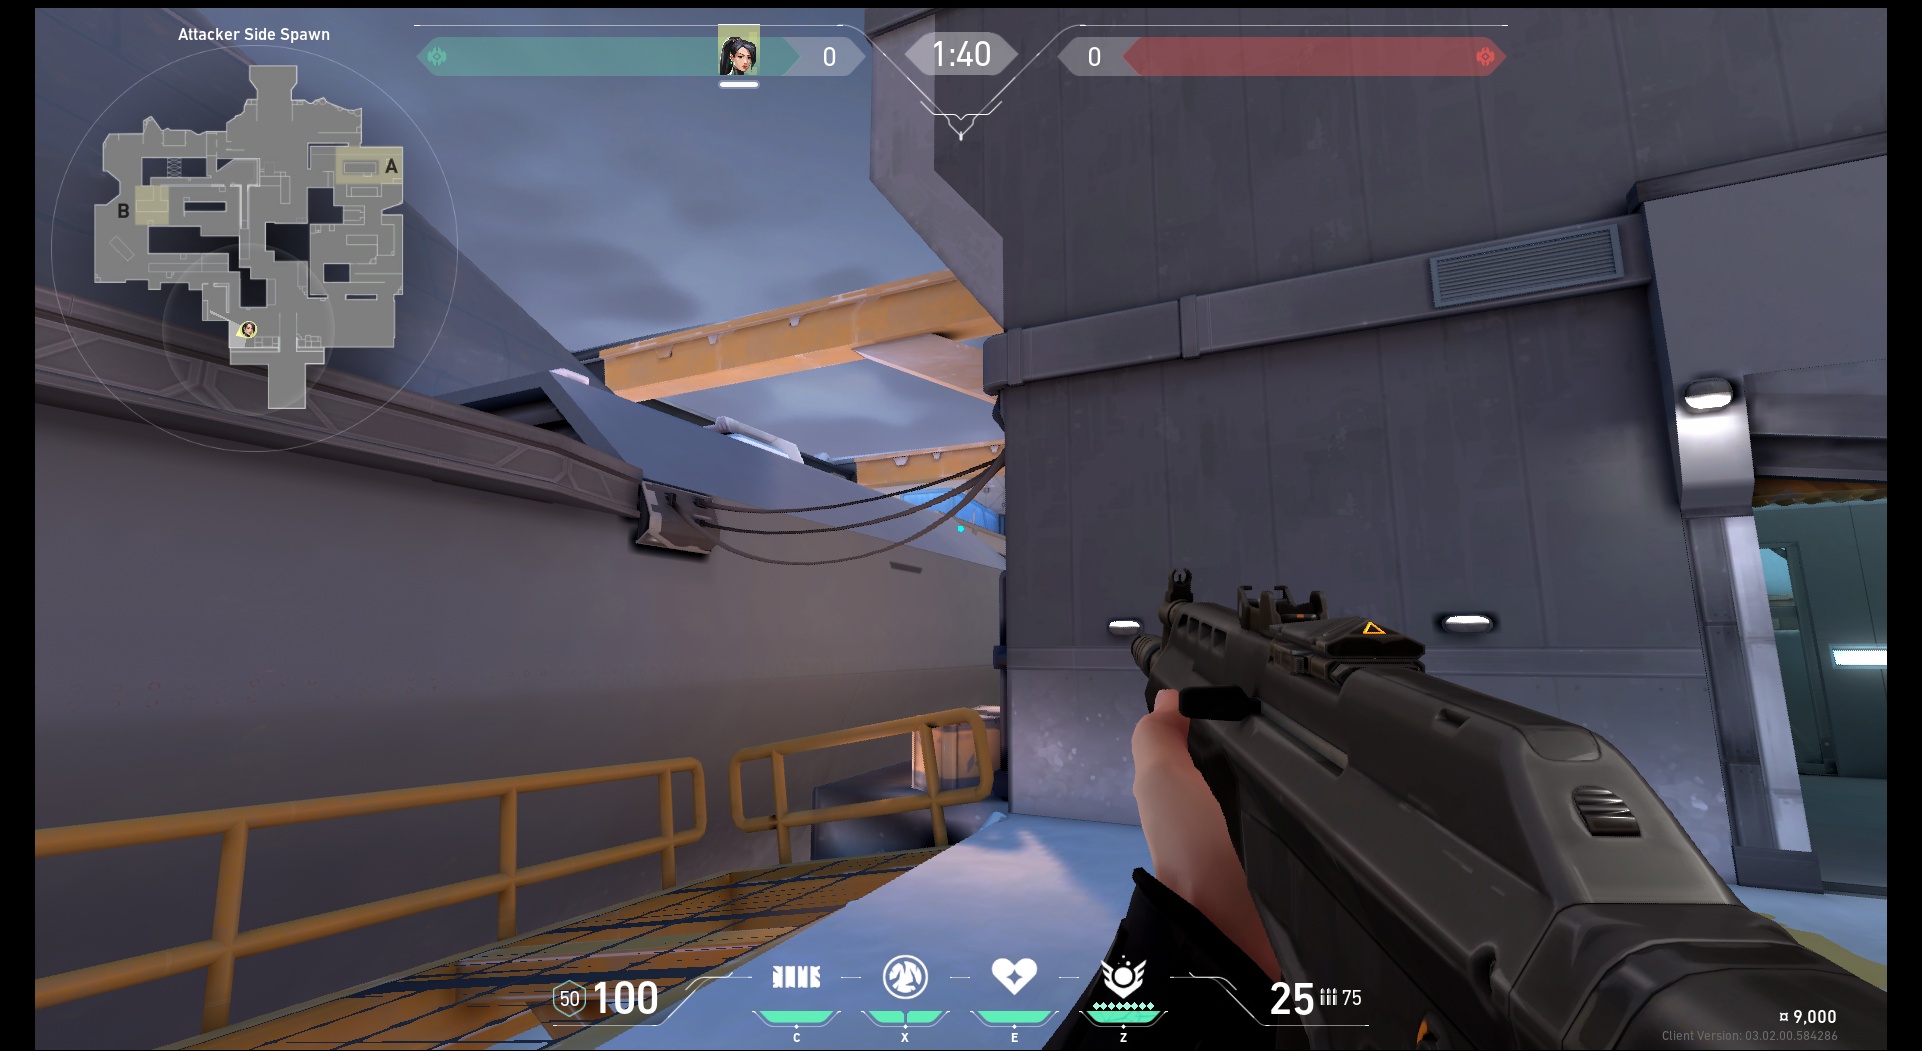 Attacker Side Spawn
0
1:40
0
A
B
50 100
25 75
C X E Z
¤ 9,000
Client Version: 03.02.00.584286